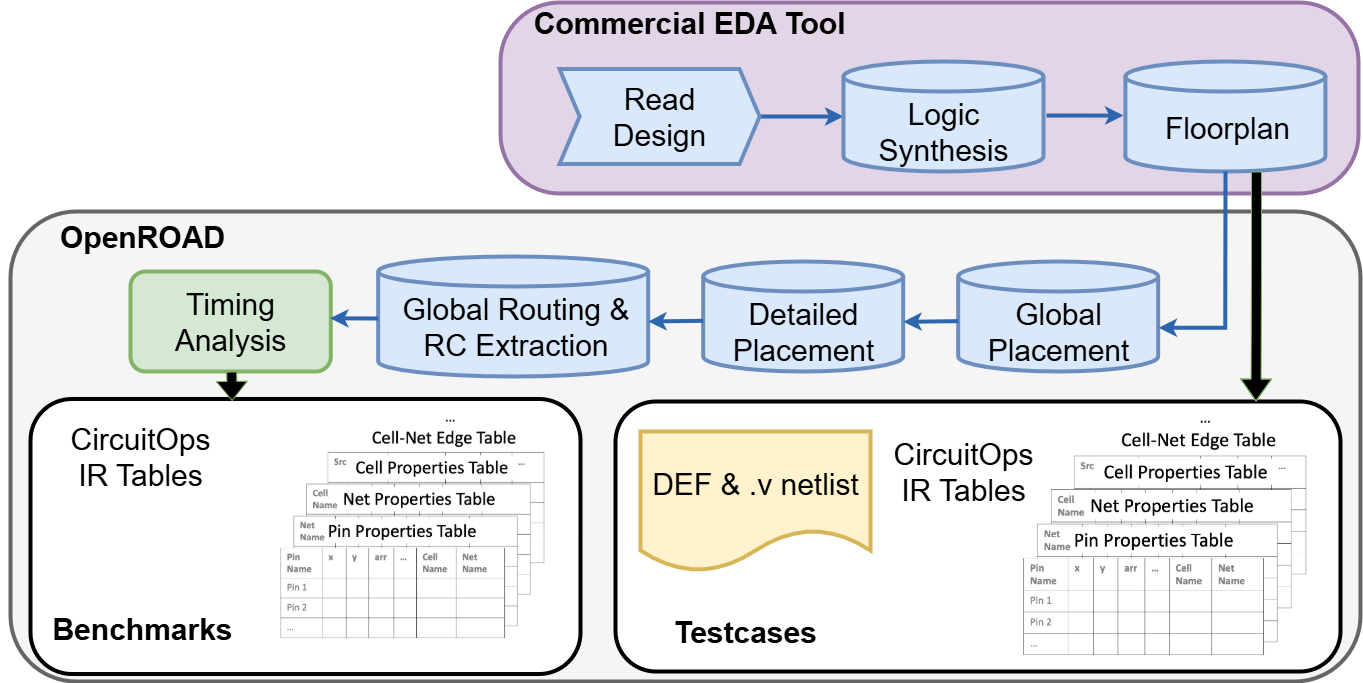 Commercial EDA Tool
Read
Design
Logic
Synthesis
Floorplan
OpenROAD
Timing
Analysis
Global Routing &
RC Extraction
Detailed
Placement
Global
Placement
CircuitOps
IR Tables
...
Cell-Net Edge Table
Src Cell Properties Table ...
Cell
Name Net Properties Table
Net
Name Pin Properties Table
Pin
Name x y arr ... Cell
Name Net
Name
Pin 1
Pin 2
...
Benchmarks
DEF & .v netlist
CircuitOps
IR Tables
...
Cell-Net Edge Table
Src Cell Properties Table ...
Cell
Name Net Properties Table
Net
Name Pin Properties Table
Pin
Name x y arr ... Cell
Name Net
Name
Pin 1
Pin 2
...
Testcases